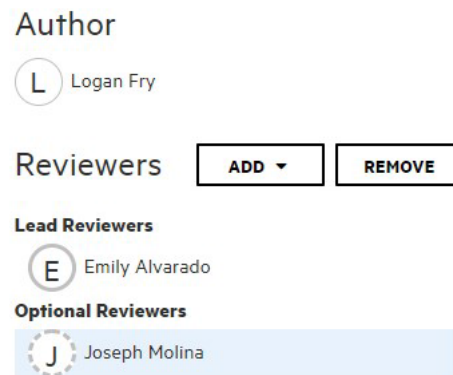 Author
L Logan Fry
Reviewers ADD REMOVE
Lead Reviewers
E Emily Alvarado
Optional Reviewers
J Joseph Molina